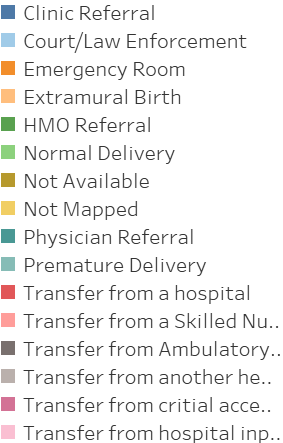 Clinic Referral
Court/Law Enforcement
Emergency Room
Extramural Birth
HMO Referral
Normal Delivery
Not Available
Not Mapped
Physician Referral
Premature Delivery
Transfer from a hospital
Transfer from a Skilled Nu..
Transfer from Ambulatory..
Transfer from another he..
Transfer from critial acce..
Transfer from hospital inp..